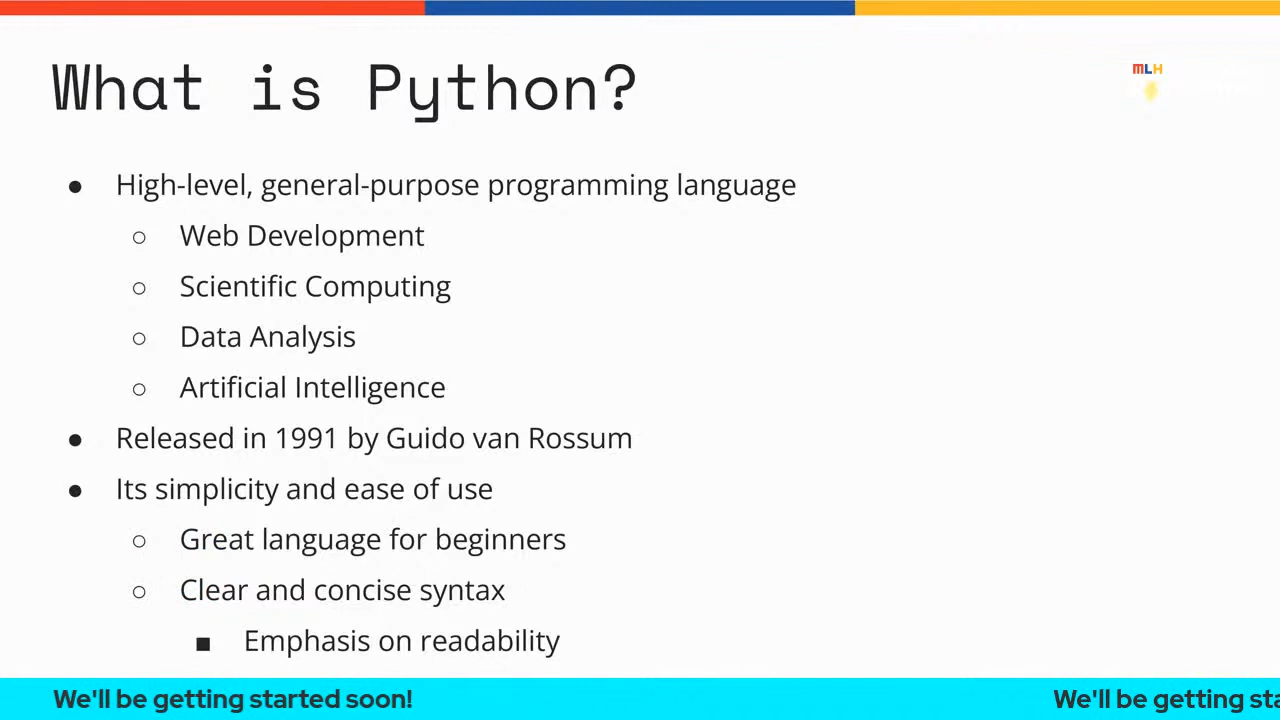 What is Python?
MLH
● High-level, general-purpose programming language
○ Web Development
○ Scientific Computing
○ Data Analysis
○ Artificial Intelligence
● Released in 1991 by Guido van Rossum
● Its simplicity and ease of use
○ Great language for beginners
○ Clear and concise syntax
■ Emphasis on readability
We'll be getting started soon! We'll be getting sta